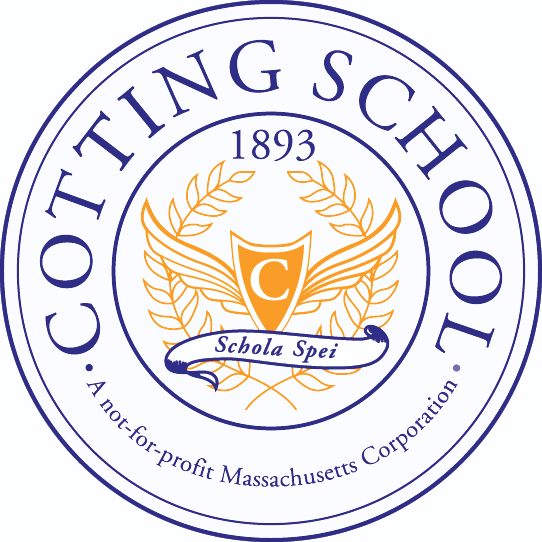 COTTING SCHOOL
1893
C
Schola Spei
• A not-for-profit Massachusetts Corporation •